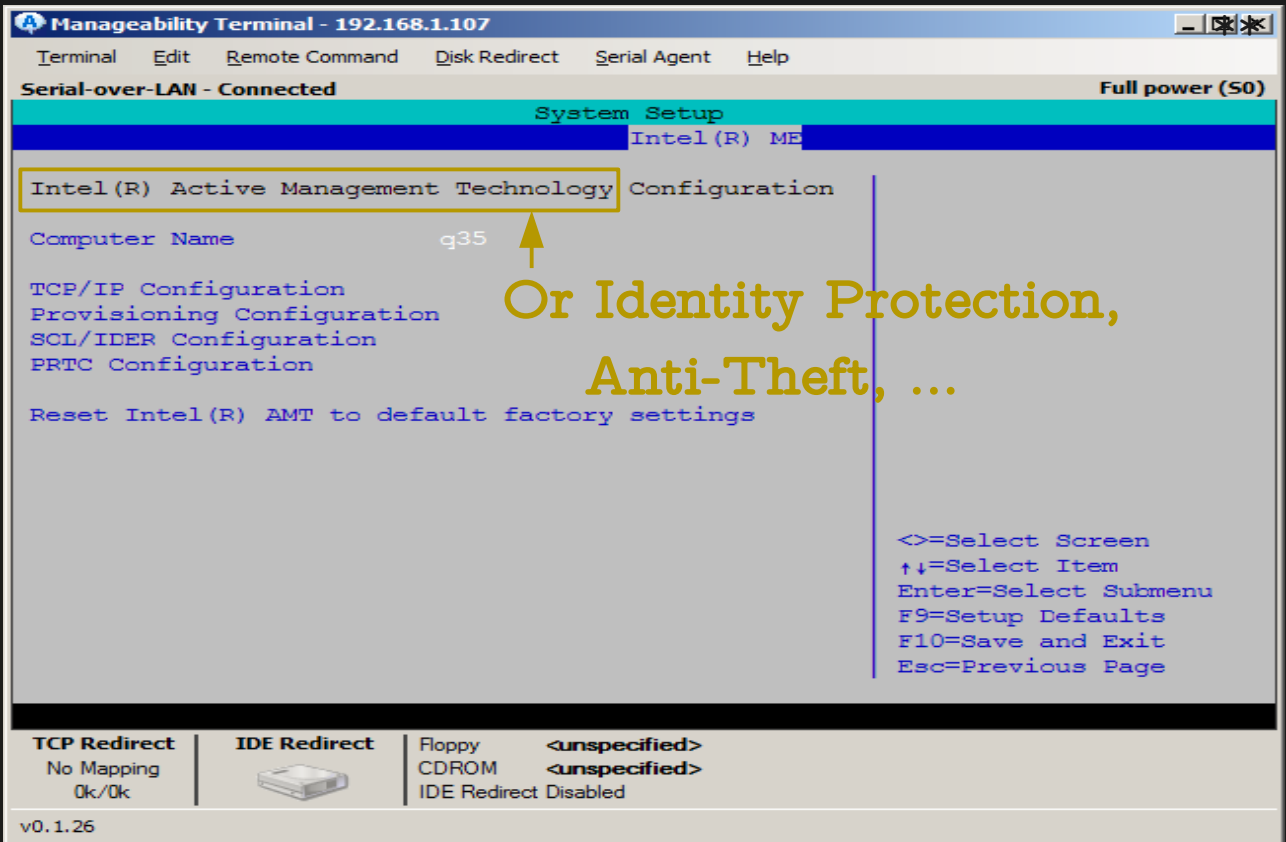 Manageability Terminal - 192.168.1.107
Terminal Edit Remote Command Disk Redirect Serial Agent Help
Serial-over-LAN - Connected Full power (S0)
System Setup
Intel(R) ME
Intel(R) Active Management Technology Configuration
Computer Name q35
TCP/IP Configuration
Or Identity Protection,
Provisioning Configuration
SOL/IDER Configuration
PRTC Configuration
Anti-Theft, ...
Reset Intel(R) AMT to default factory settings
<>=Select Screen
↑↓=Select Item
Enter=Select Submenu
F9=Setup Defaults
F10=Save and Exit
Esc=Previous Page
TCP Redirect IDE Redirect Floppy <unspecified>
No Mapping CDROM <unspecified>
0k/0k IDE Redirect Disabled
v0.1.26